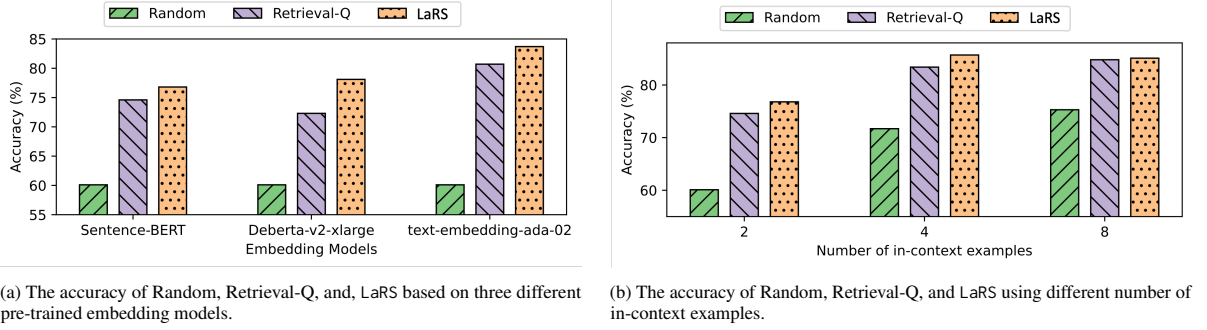 Random Retrieval-Q LaRS
85
80
75
70
65
60
55
Accuracy (%)
Sentence-BERT Deberta-v2-xlarge text-embedding-ada-02
Embedding Models
(a) The accuracy of Random, Retrieval-Q, and, LaRS based on three different
pre-trained embedding models.
Random Retrieval-Q LaRS
80
70
60
Accuracy (%)
2 4 8
Number of in-context examples
(b) The accuracy of Random, Retrieval-Q, and LaRS using different number of
in-context examples.